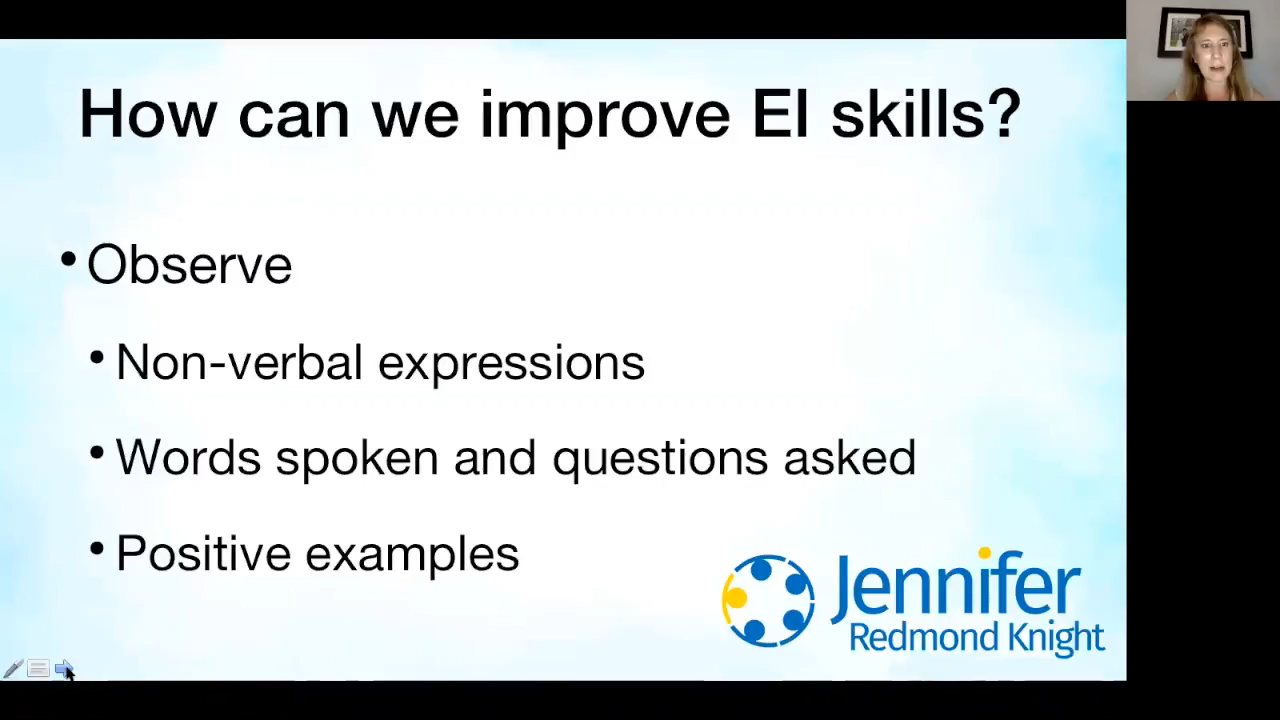 How can we improve EI skills?
• Observe
• Non-verbal expressions
• Words spoken and questions asked
• Positive examples
Jennifer
Redmond Knight